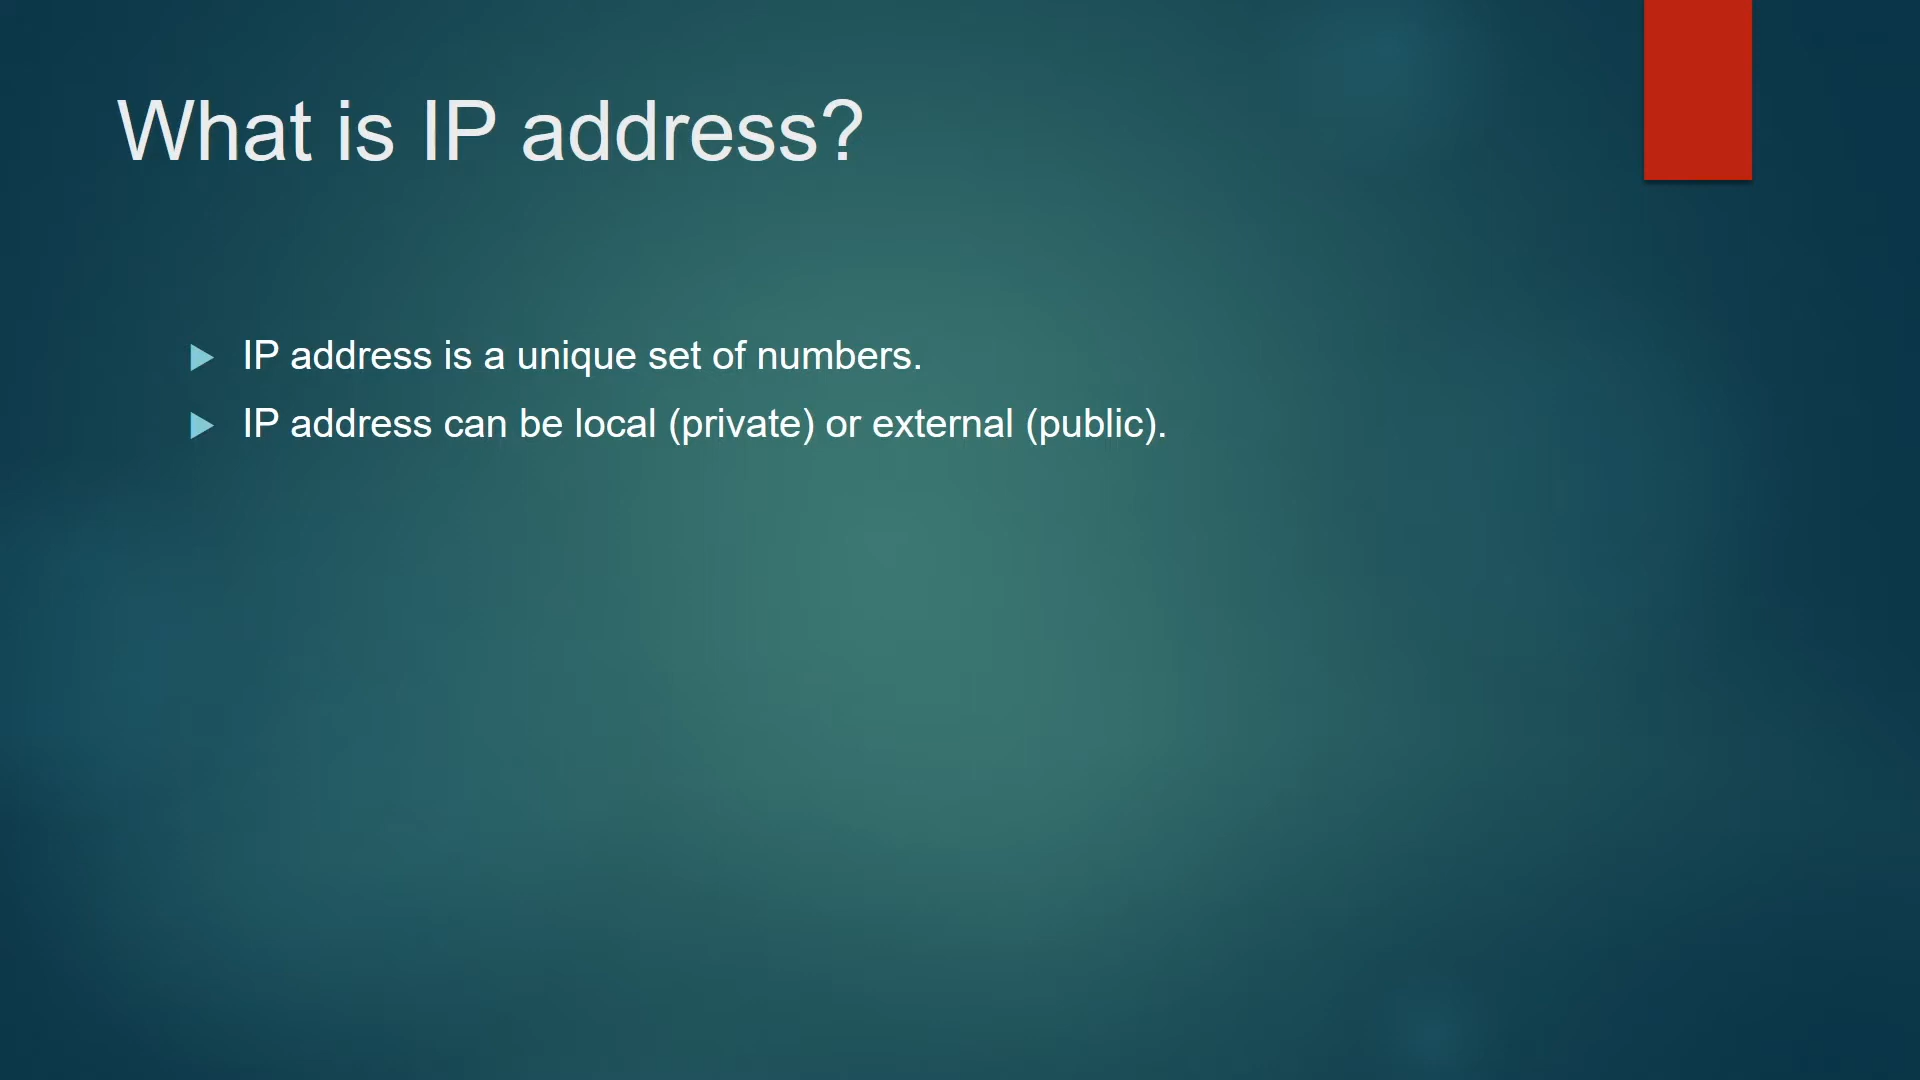 What is IP address?
IP address is a unique set of numbers.
IP address can be local (private) or external (public).